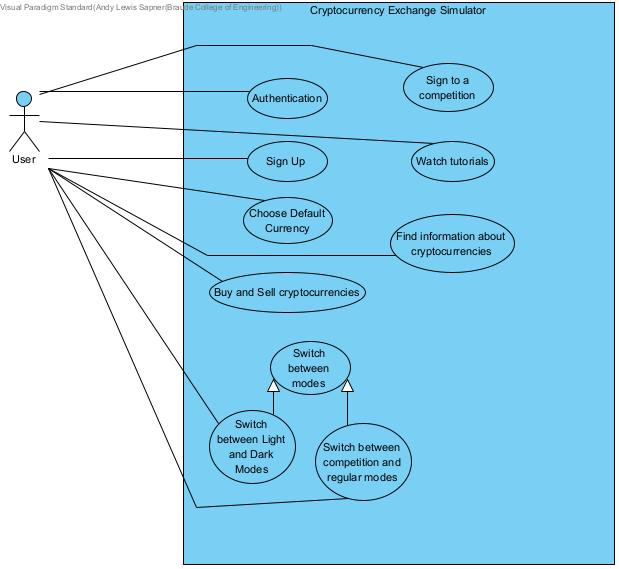 Visual Paradigm Standard(Andy Lewis Sapner(Braude College of Engineering))
Cryptocurrency Exchange Simulator
Sign to a
competition
Authentication
User
Sign Up
Watch tutorials
Choose Default
Currency
Find information about
cryptocurrencies
Buy and Sell cryptocurrencies
Switch
between
modes
Switch
between Light
and Dark
Modes
Switch between
competition and
regular modes